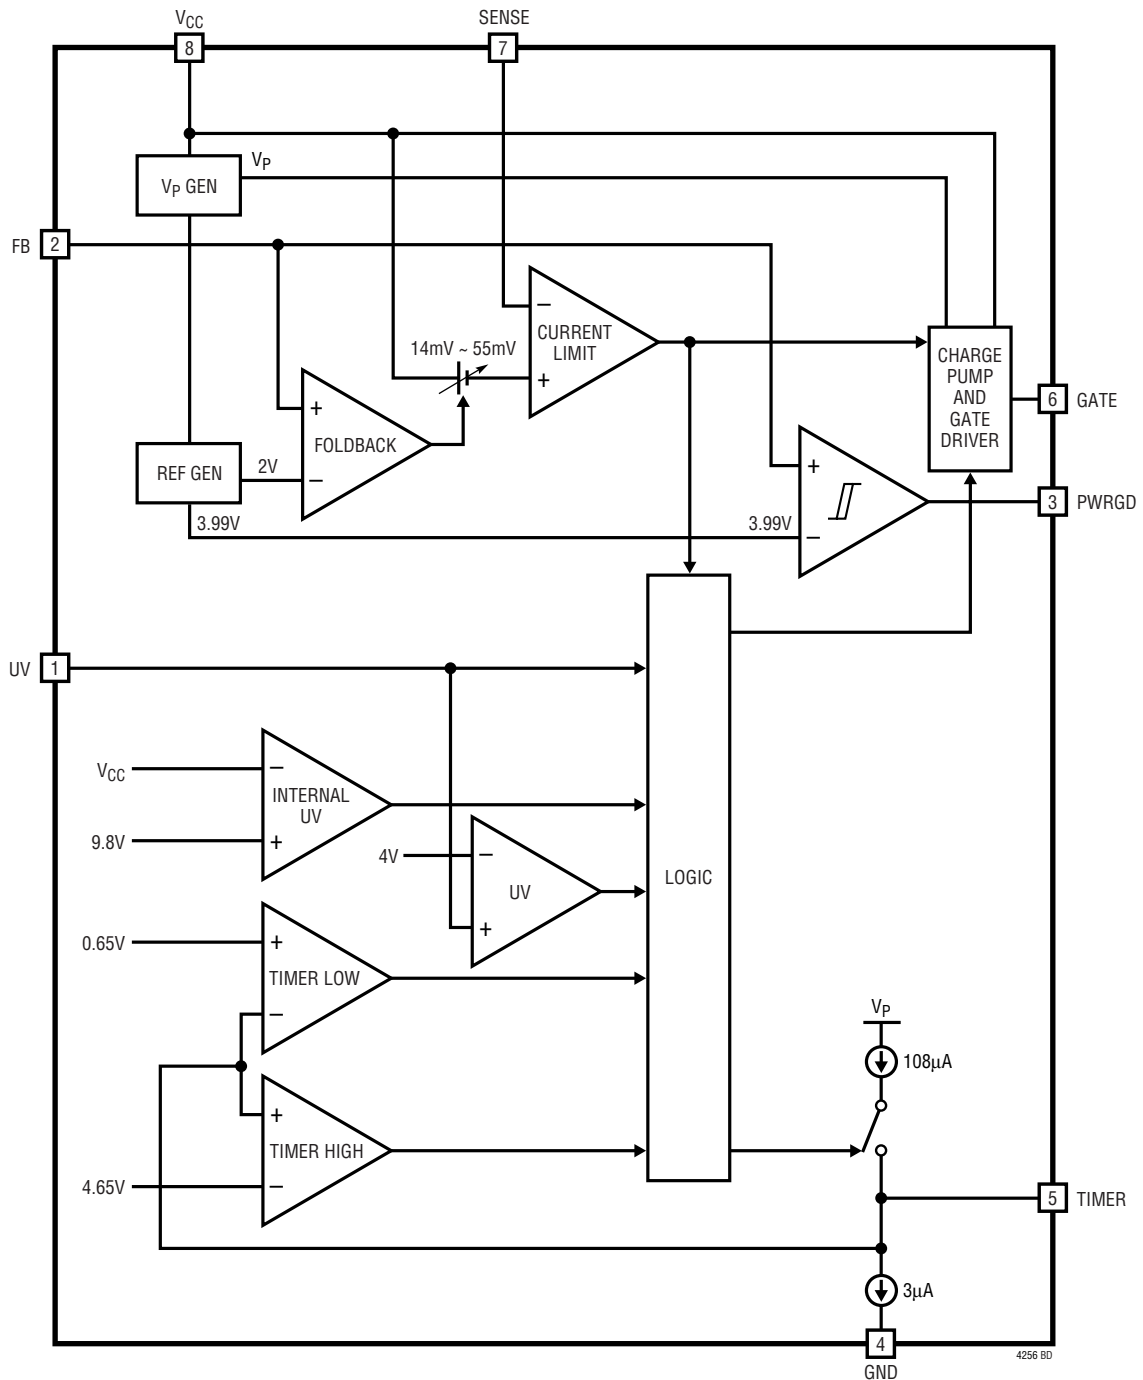 VCC
SENSE
8
7
VP
VP GEN
FB
2
14mV ~ 55mV
−
CURRENT
LIMIT
+
CHARGE
PUMP
AND
GATE
DRIVER
6
GATE
+
FOLDBACK
−
REF GEN
2V
3.99V
3.99V
+
−
3
PWRGD
UV
1
VCC
−
INTERNAL
UV
9.8V
+
4V
−
UV
+
LOGIC
0.65V
+
TIMER LOW
−
+
TIMER HIGH
4.65V
−
VP
108µA
5
TIMER
3µA
4
GND
4256 BD